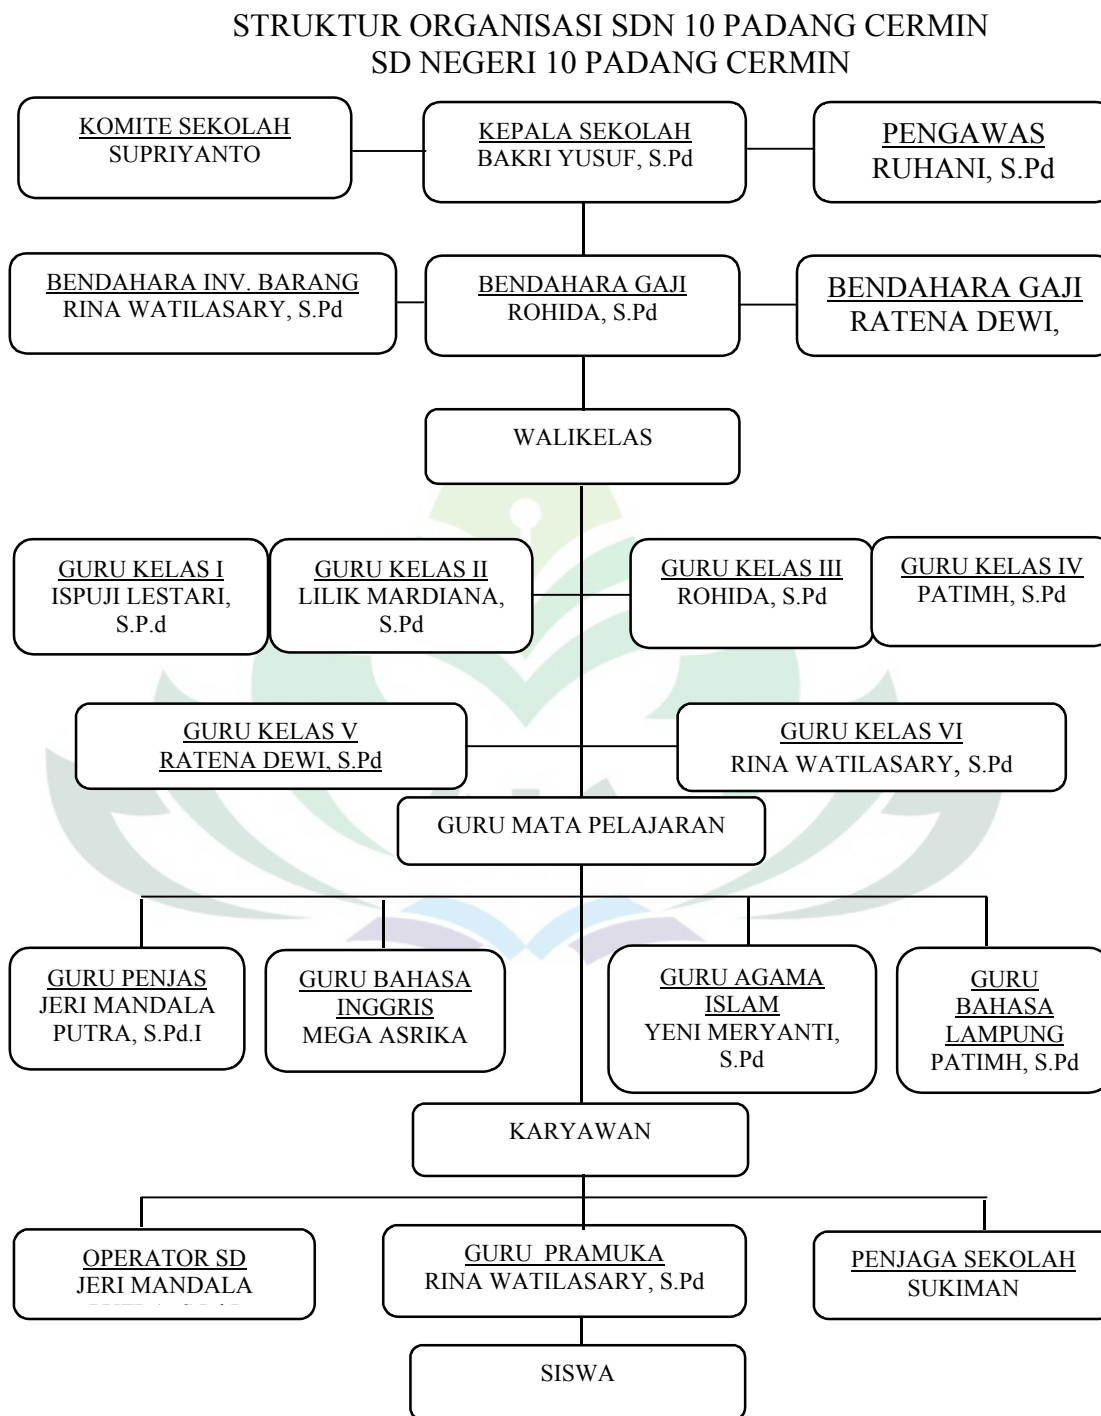 STRUKTUR ORGANISASI SDN 10 PADANG CERMIN
SD NEGERI 10 PADANG CERMIN
KOMITE SEKOLAH
SUPRIYANTO
KEPALA SEKOLAH
BAKRI YUSUF, S.Pd
PENGAWAS
RUHANI, S.Pd
BENDAHARA INV. BARANG
RINA WATILASARY, S.Pd
BENDAHARA GAJI
ROHIDA, S.Pd
BENDAHARA GAJI
RATENA DEWI,
WALIKELAS
GURU KELAS I
ISPUJI LESTARI,
S.P.d
GURU KELAS II
LILIK MARDIANA,
S.Pd
GURU KELAS III
ROHIDA, S.Pd
GURU KELAS IV
PATIMH, S.Pd
GURU KELAS V
RATENA DEWI, S.Pd
GURU KELAS VI
RINA WATILASARY, S.Pd
GURU MATA PELAJARAN
GURU PENJAS
JERI MANDALA
PUTRA, S.Pd.I
GURU BAHASA
INGGRIS
MEGA ASRIKA
GURU AGAMA
ISLAM
YENI MERYANTI,
S.Pd
GURU
BAHASA
LAMPUNG
PATIMH, S.Pd
KARYAWAN
OPERATOR SD
JERI MANDALA
GURU PRAMUKA
RINA WATILASARY, S.Pd
PENJAGA SEKOLAH
SUKIMAN
SISWA